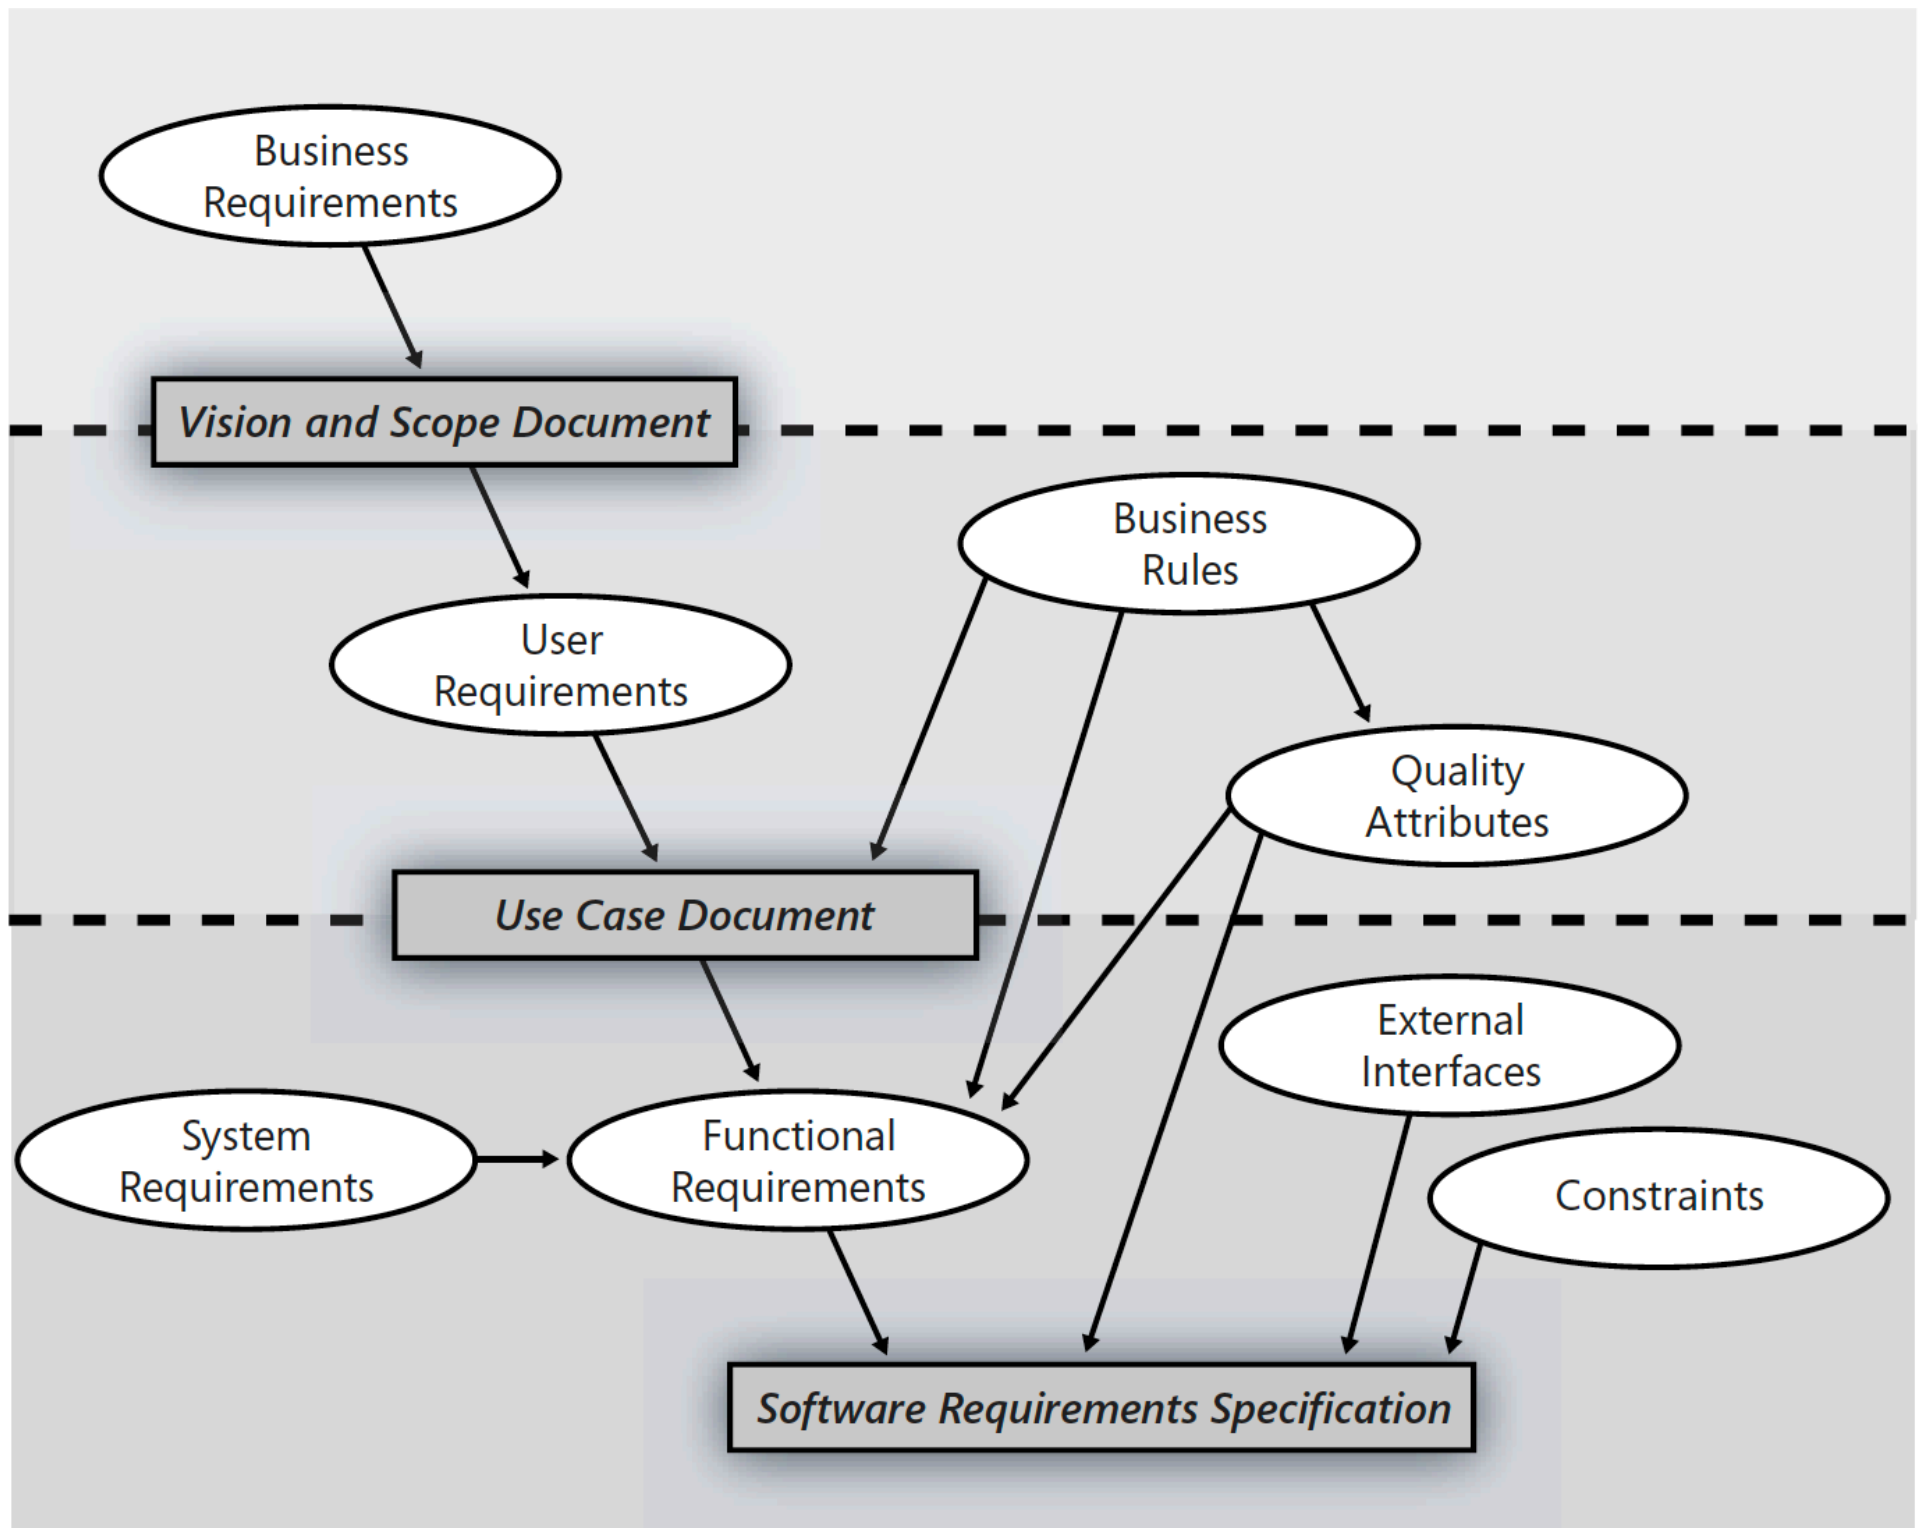 Business
Requirements
Vision and Scope Document
Business
Rules
User
Requirements
Quality
Attributes
Use Case Document
External
Interfaces
System
Requirements
Functional
Requirements
Constraints
Software Requirements Specification